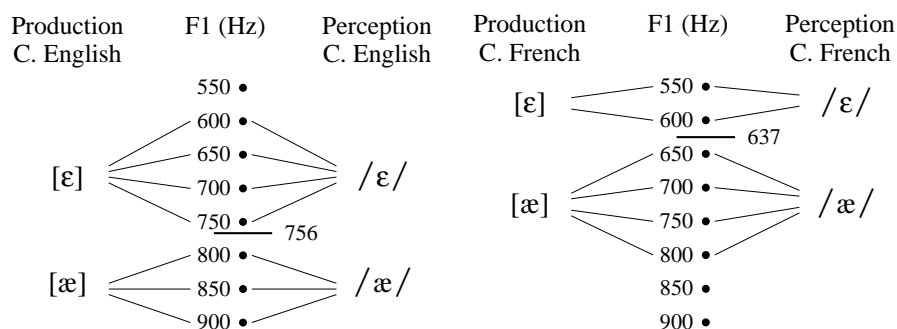 Production F1 (Hz) Perception
C. English C. English
550
600
650
[ɛ] 700 /ɛ/
750
756
800
[æ] 850 /æ/
900
Production F1 (Hz) Perception
C. French C. French
550
[ɛ] /ɛ/
600
637
650
700
[æ] /æ/
750
800
850
900